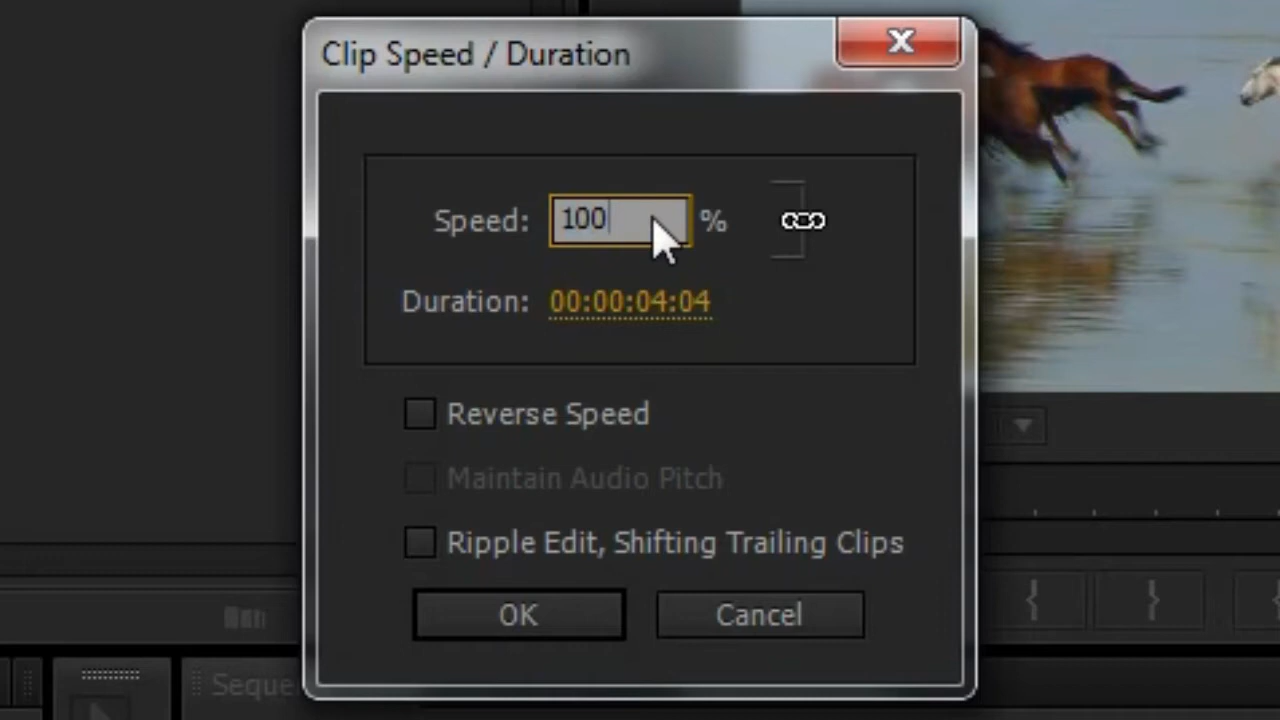 Clip Speed / Duration
Speed: 100 %
Duration: 00:00:04:04
Reverse Speed
Maintain Audio Pitch
Ripple Edit, Shifting Trailing Clips
OK Cancel
Seque